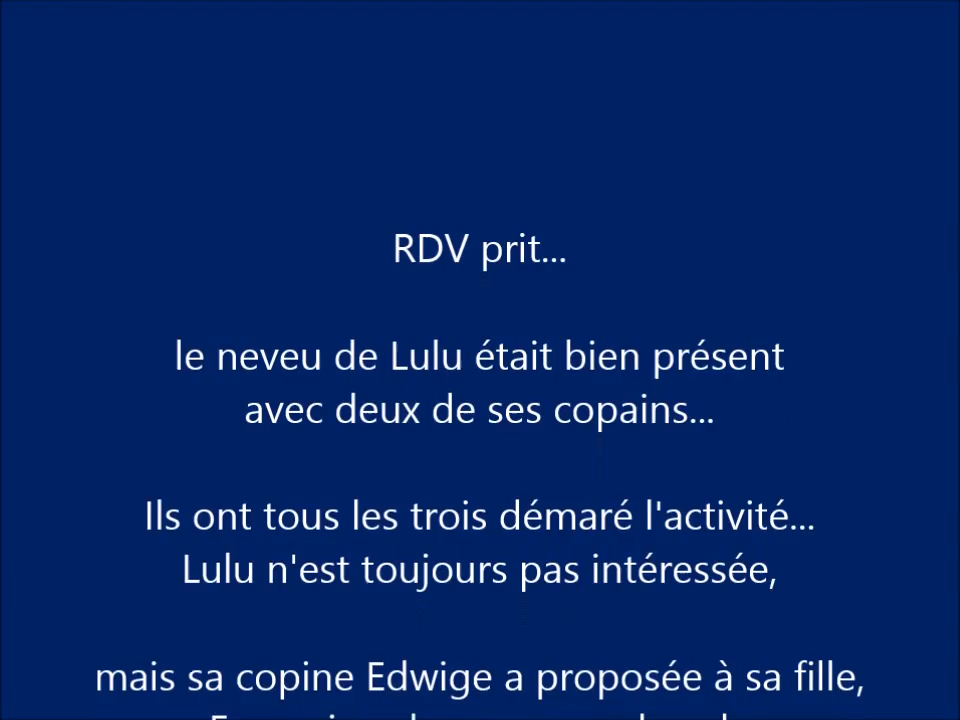 RDV prit...
le neveu de Lulu était bien présent
avec deux de ses copains...
Ils ont tous les trois démaré l'activité...
Lulu n'est toujours pas intéressée,
mais sa copine Edwige a proposée à sa fille,